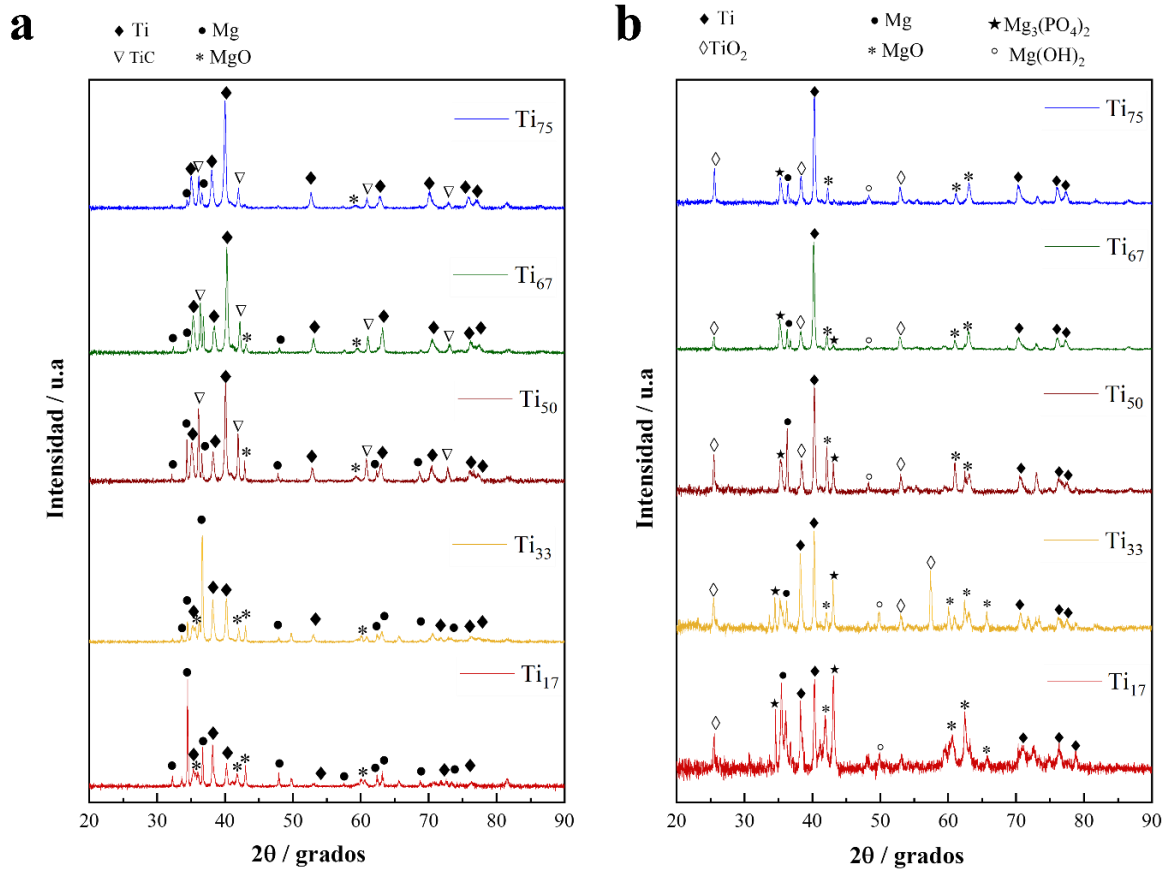 a
♦ Ti ● Mg
▽ TiC * MgO
Ti75
Ti67
Ti50
Ti33
Ti17
Intensidad / u.a
20 30 40 50 60 70 80 90
2θ / grados
b
♦ Ti ● Mg ★ Mg3(PO4)2
◊TiO2 * MgO ○ Mg(OH)2
Ti75
Ti67
Ti50
Ti33
Ti17
Intensidad / u.a
20 30 40 50 60 70 80 90
2θ / grados